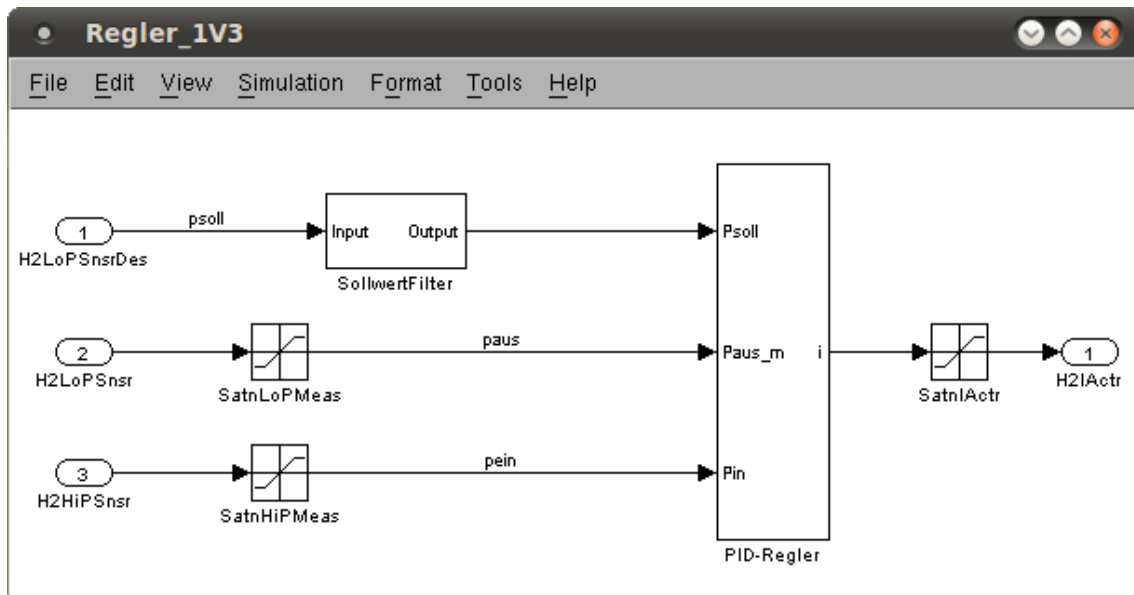 Regler_1V3
File Edit View Simulation Format Tools Help
1
H2LoPSnsrDes
psoll
Input Output
SollwertFilter
Psoll
2
H2LoPSnsr
SatnLoPMeas
paus
Paus_m
i
SatnIActr
1
H2IActr
3
H2HiPSnsr
SatnHiPMeas
pein
Pin
PID-Regler